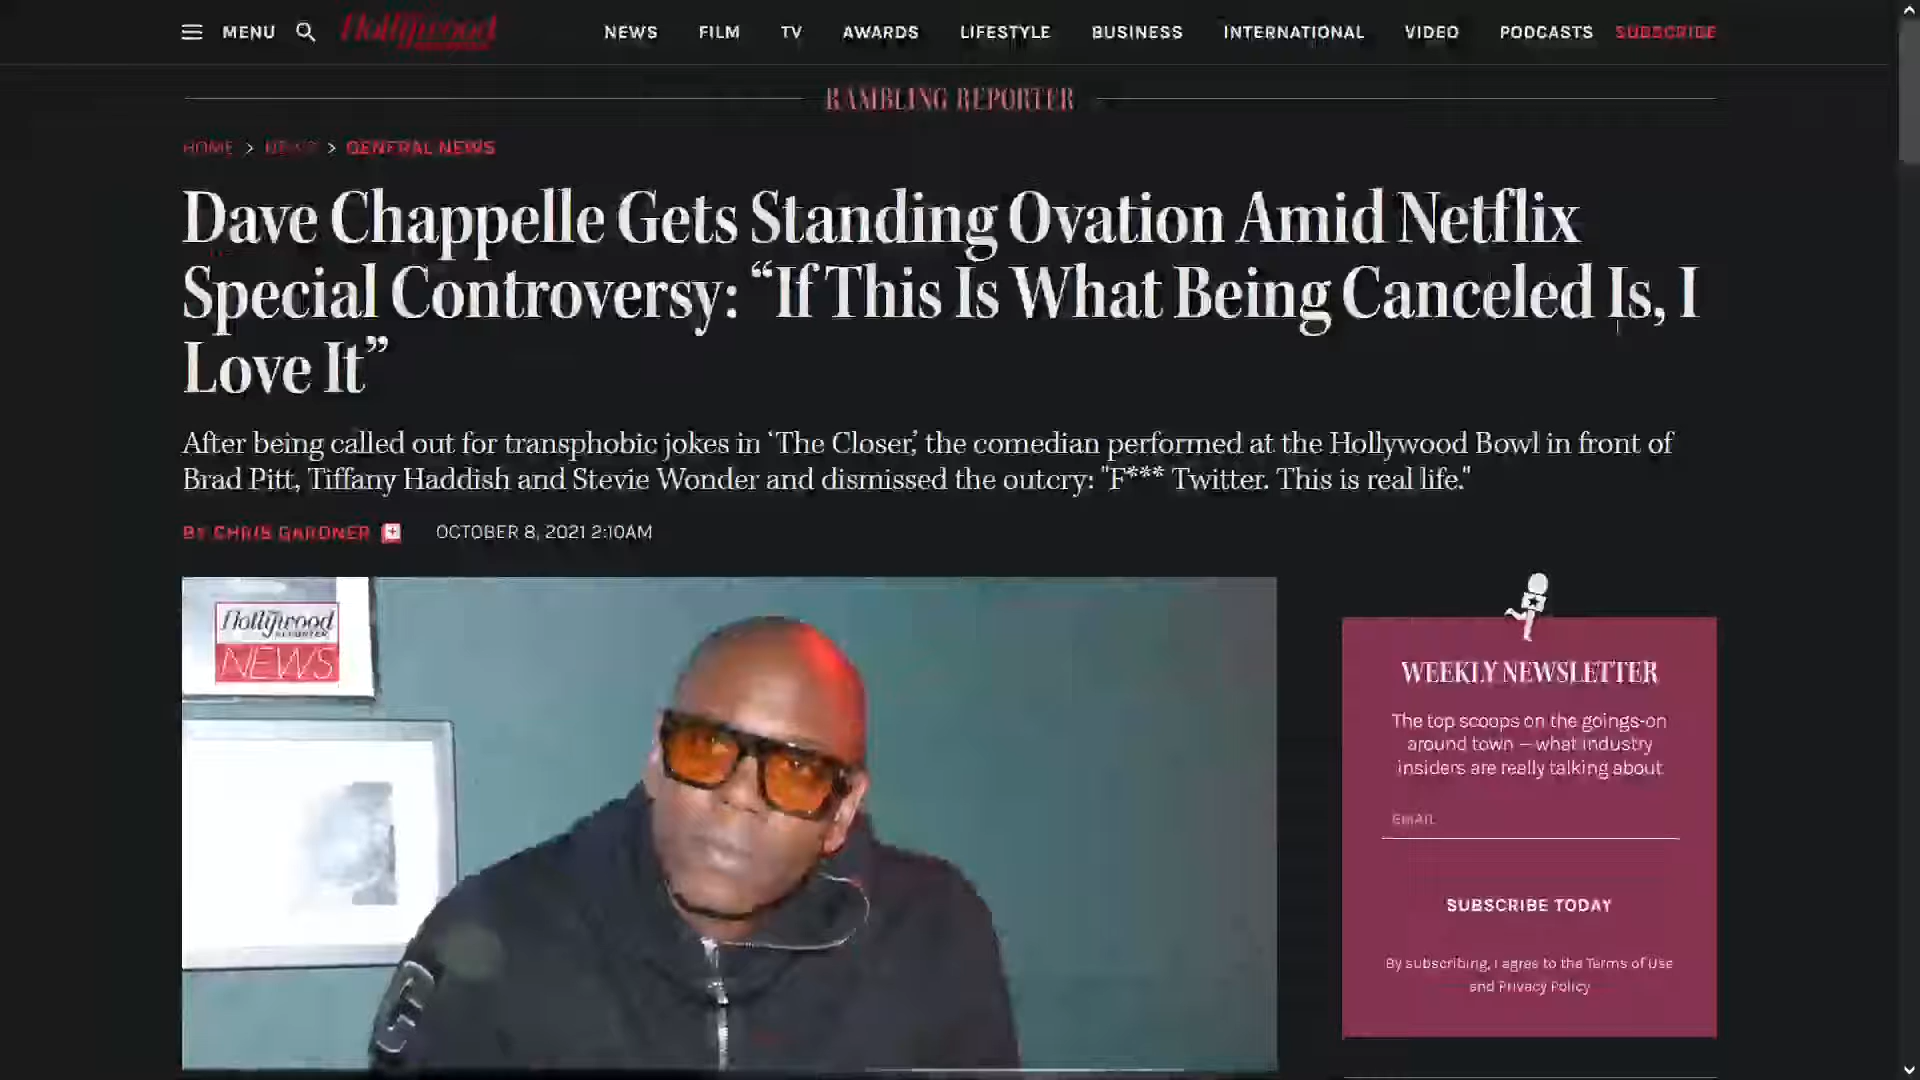 MENU
Hollywood
REPORTER
NEWS
FILM
TV
AWARDS
LIFESTYLE
BUSINESS
INTERNATIONAL
VIDEO
PODCASTS
SUBSCRIBE
RAMBLING REPORTER
HOME > NEWS > GENERAL NEWS
Dave Chappelle Gets Standing Ovation Amid Netflix
Special Controversy: “If This Is What Being Canceled Is, I
Love It”
After being called out for transphobic jokes in ‘The Closer,’ the comedian performed at the Hollywood Bowl in front of
Brad Pitt, Tiffany Haddish and Stevie Wonder and dismissed the outcry: "F*** Twitter. This is real life."
BY CHRIS GARDNER
OCTOBER 8, 2021 2:10AM
Hollywood
REPORTER
NEWS
WEEKLY NEWSLETTER
The top scoops on the goings-on
around town — what industry
insiders are really talking about
EMAIL
SUBSCRIBE TODAY
By subscribing, I agree to the Terms of Use
and Privacy Policy